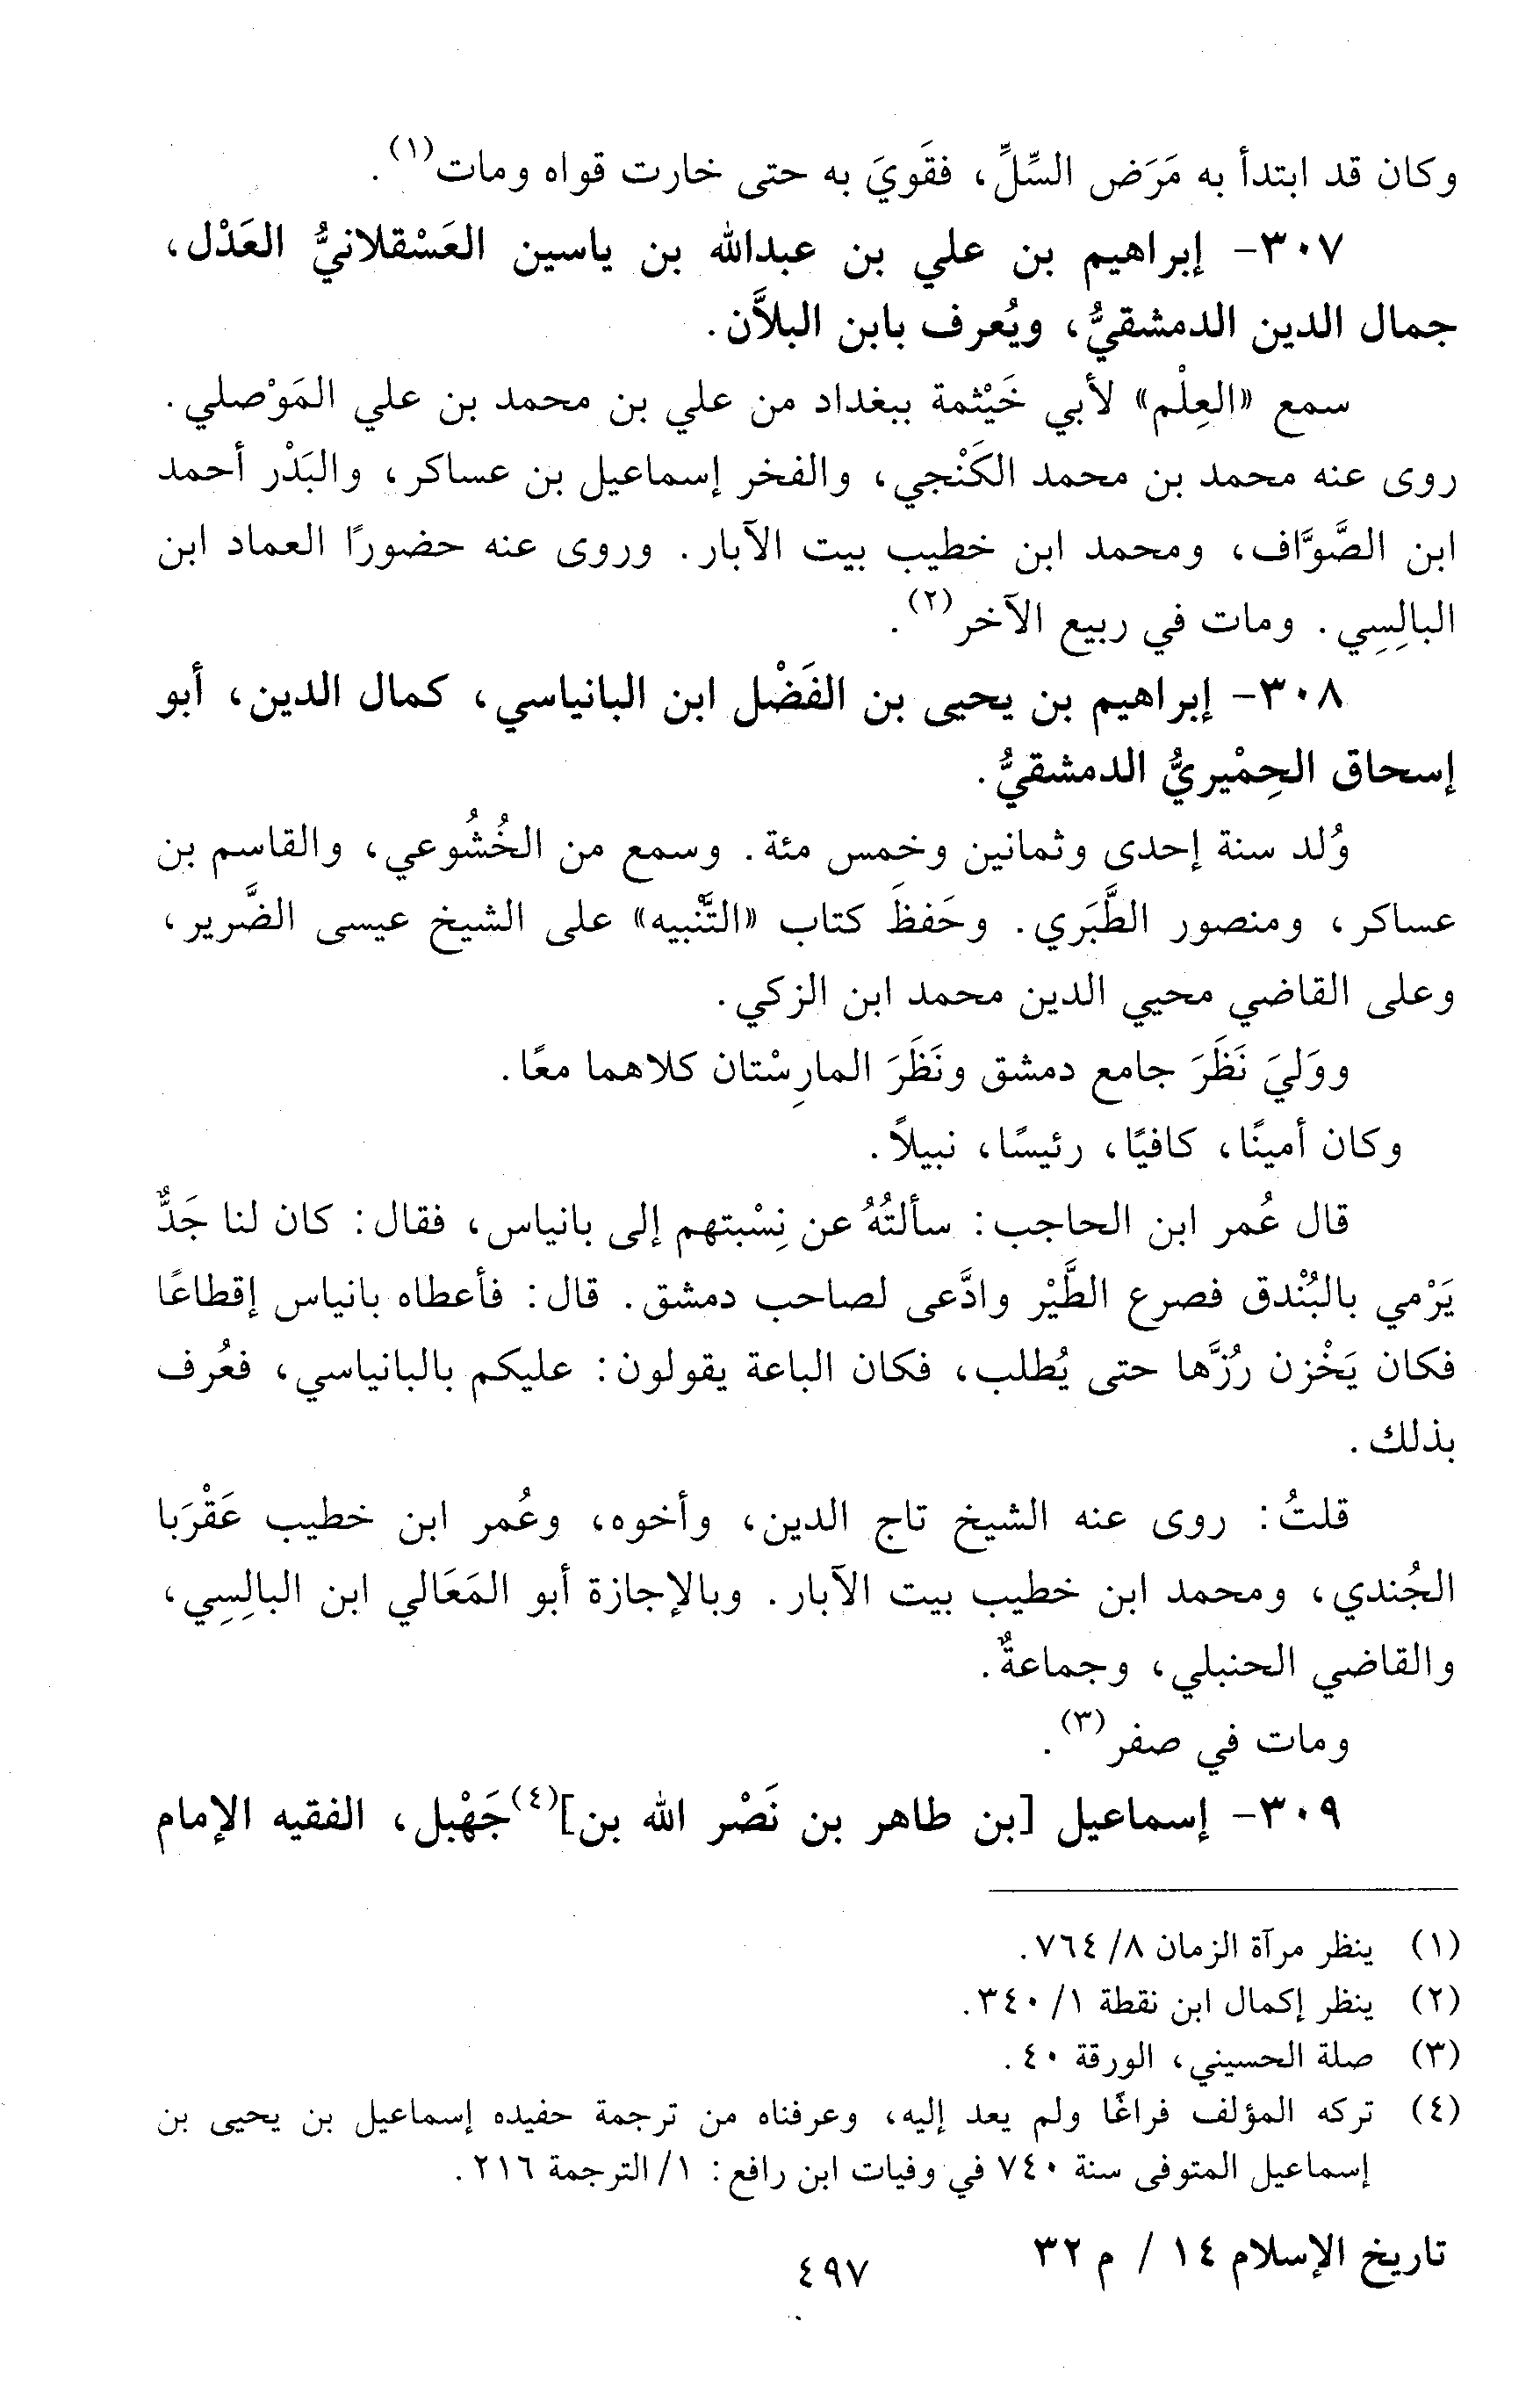 وكان قد ابتدأ به مَرَض السِّلِّ، فقَويَ به حتى خارت قواه ومات(١).
٣٠٧- إبراهيم بن علي بن عبدالله بن ياسين العَسْقلانيُّ العَدْل،
جمال الدين الدمشقيُّ، ويُعرف بابن البلاَّن.
سمع «العِلْم» لأبي خَيْثمة ببغداد من علي بن محمد بن علي المَوْصلي.
روى عنه محمد بن محمد الكَنْجي، والفخر إسماعيل بن عساكر، والبَدْر أحمد
ابن الصَّوَّاف، ومحمد ابن خطيب بيت الآبار. وروى عنه حضورًا العماد ابن
البالِسِي. ومات في ربيع الآخر(٢).
٣٠٨- إبراهيم بن يحيى بن الفَضْل ابن البانياسي، كمال الدين، أبو
إسحاق الحِمْيريُّ الدمشقيُّ.
وُلد سنة إحدى وثمانين وخمس مئة. وسمع من الخُشُوعي، والقاسم بن
عساكر، ومنصور الطَّبَري. وحَفظَ كتاب «التَّنْبيه» على الشيخ عيسى الضَّرير،
وعلى القاضي محيي الدين محمد ابن الزكي.
ووَليَ نَظَرَ جامع دمشق ونَظَرَ المارِسْتان كلاهما معًا.
وكان أمينًا، كافيًا، رئيسًا، نبيلاً.
قال عُمر ابن الحاجب: سألتُهُ عن نِسْبتهم إلى بانياس، فقال: كان لنا جَدٌّ
يَرْمي بالبُنْدق فصرع الطَّيْر وادَّعى لصاحب دمشق. قال: فأعطاه بانياس إقطاعًا
فكان يَخْزن رُزَّها حتى يُطلب، فكان الباعة يقولون: عليكم بالبانياسي، فعُرف
بذلك.
قلتُ: روى عنه الشيخ تاج الدين، وأخوه، وعُمر ابن خطيب عَقْرَبا
الجُندي، ومحمد ابن خطيب بيت الآبار. وبالإجازة أبو المَعَالي ابن البالِسِي،
والقاضي الحنبلي، وجماعةٌ.
ومات في صفر(٣).
٣٠٩- إسماعيل [بن طاهر بن نَصْر الله بن](٤) جَهْبل، الفقيه الإمام
(١) ينظر مرآة الزمان ٨/ ٧٦٤.
(٢) ينظر إكمال ابن نقطة ١/ ٣٤٠.
(٣) صلة الحسيني، الورقة ٤٠.
(٤) تركه المؤلف فراغًا ولم يعد إليه، وعرفناه من ترجمة حفيده إسماعيل بن يحيى بن
إسماعيل المتوفى سنة ٧٤٠ في وفيات ابن رافع: ١/ الترجمة ٢١٦.
تاريخ الإسلام ١٤ / م ٣٢
٤٩٧